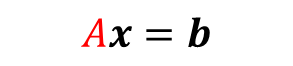 Ax = b